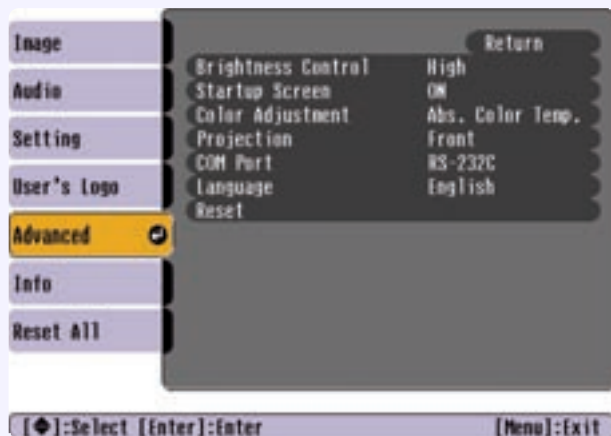 Image
Audio
Setting
User's Logo
Advanced
Info
Reset All
Return
Brightness Control High
Startup Screen ON
Color Adjustment Abs. Color Temp.
Projection Front
COM Port RS-232C
Language English
Reset
[◆]:Select [Enter]:Enter [Menu]:Exit